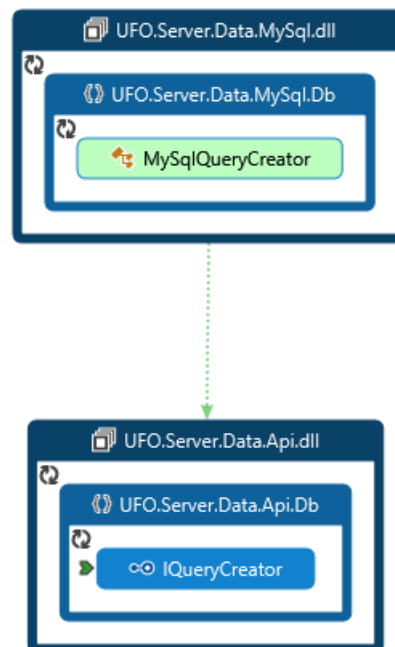 UFO.Server.Data.MySql.dll
UFO.Server.Data.MySql.Db
MySqlQueryCreator
UFO.Server.Data.Api.dll
UFO.Server.Data.Api.Db
IQueryCreator